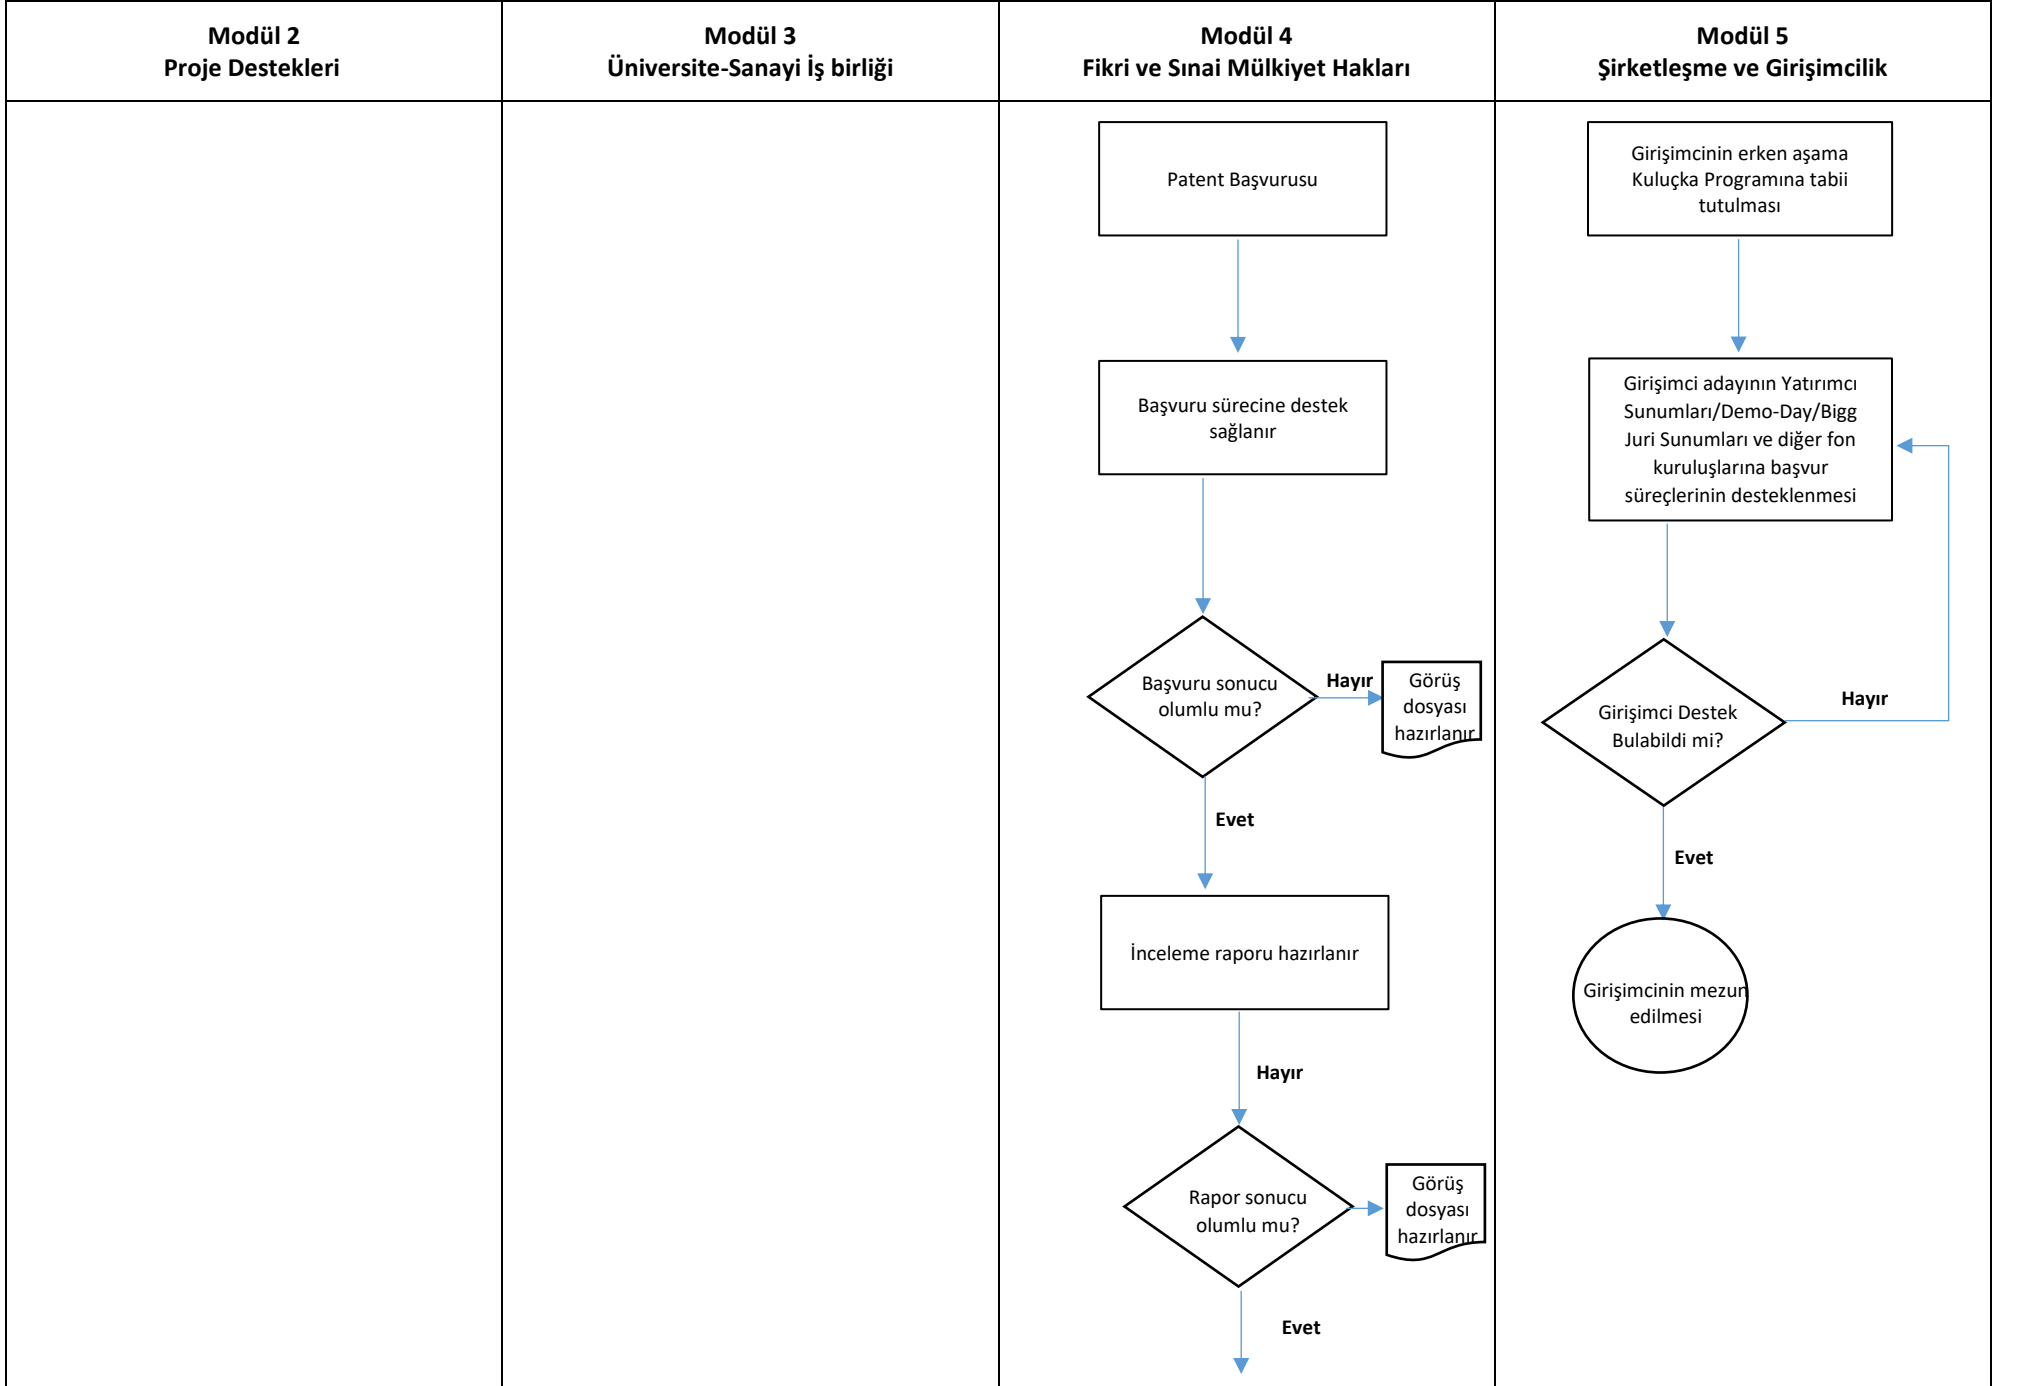 Modül 2
Proje Destekleri
Modül 3
Üniversite-Sanayi İş birliği
Modül 4
Fikri ve Sınai Mülkiyet Hakları
Modül 5
Şirketleşme ve Girişimcilik
Patent Başvurusu
Başvuru sürecine destek
sağlanır
Başvuru sonucu
olumlu mu?
Hayır
Görüş
dosyası
hazırlanır
Evet
İnceleme raporu hazırlanır
Hayır
Rapor sonucu
olumlu mu?
Görüş
dosyası
hazırlanır
Evet
Girişimcinin erken aşama
Kuluçka Programına tabii
tutulması
Girişimci adayının Yatırımcı
Sunumları/Demo-Day/Bigg
Juri Sunumları ve diğer fon
kuruluşlarına başvur
süreçlerinin desteklenmesi
Girişimci Destek
Bulabildi mi?
Hayır
Evet
Girişimcinin mezun
edilmesi